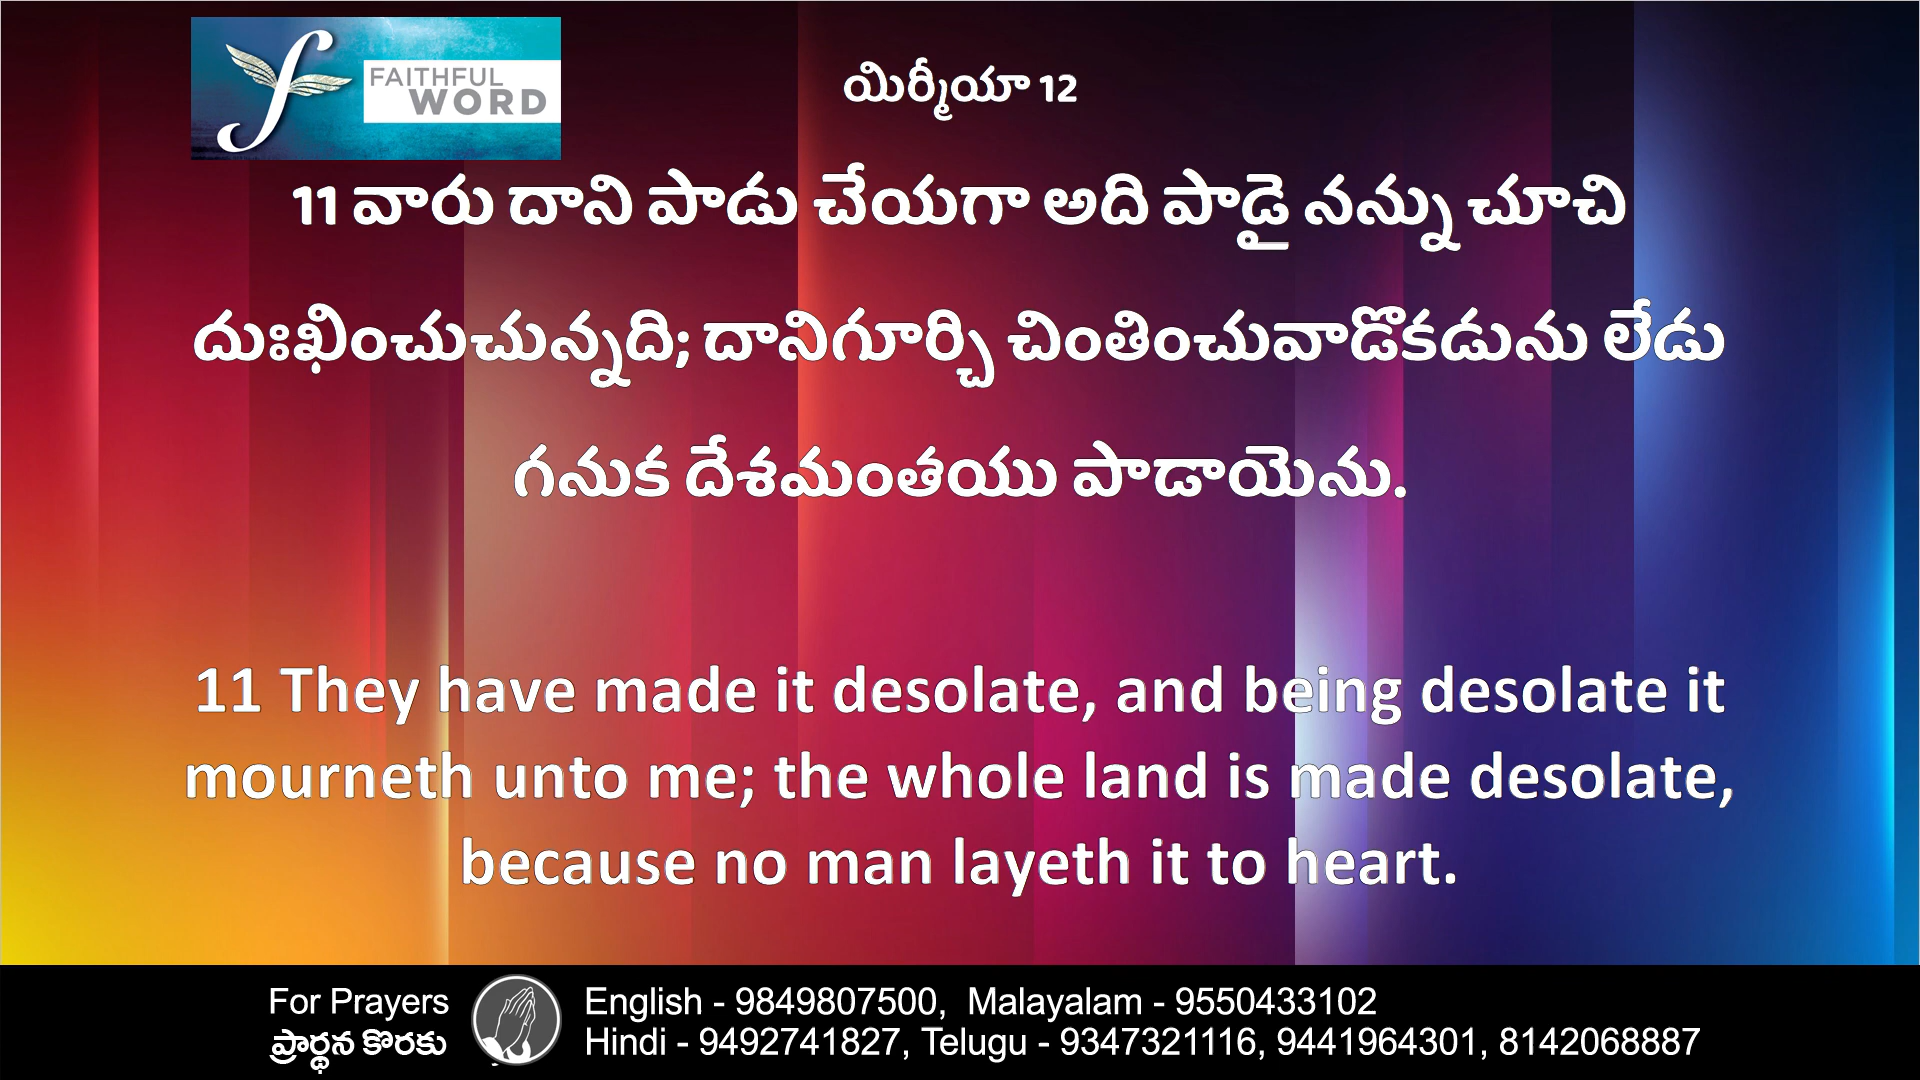 FAITHFUL
WORD
యిర్మీయా 12
11 వారు దాని పాడు చేయగా అది పాడై నన్ను చూచి
దుఃఖించుచున్నది; దానిగూర్చి చింతించువాడొకడును లేడు
గనుక దేశమంతయు పాడాయెను.
11 They have made it desolate, and being desolate it
mourneth unto me; the whole land is made desolate,
because no man layeth it to heart.
For Prayers
ప్రార్థన కొరకు
English - 9849807500,  Malayalam - 9550433102
Hindi - 9492741827, Telugu - 9347321116, 9441964301, 8142068887